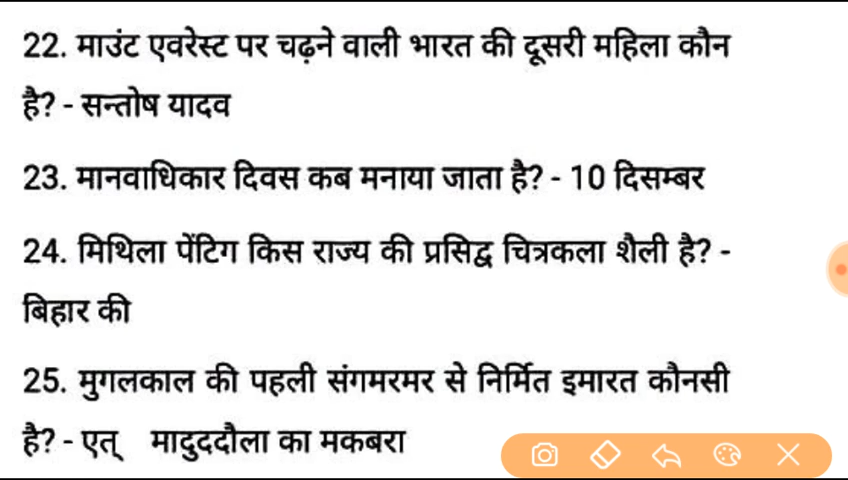 22. माउंट एवरेस्ट पर चढ़ने वाली भारत की दूसरी महिला कौन
है? - सन्तोष यादव
23. मानवाधिकार दिवस कब मनाया जाता है? - 10 दिसम्बर
24. मिथिला पेंटिग किस राज्य की प्रसिद्व चित्रकला शैली है? -
बिहार की
25. मुगलकाल की पहली संगमरमर से निर्मित इमारत कौनसी
है? - एत् मादुददौला का मकबरा